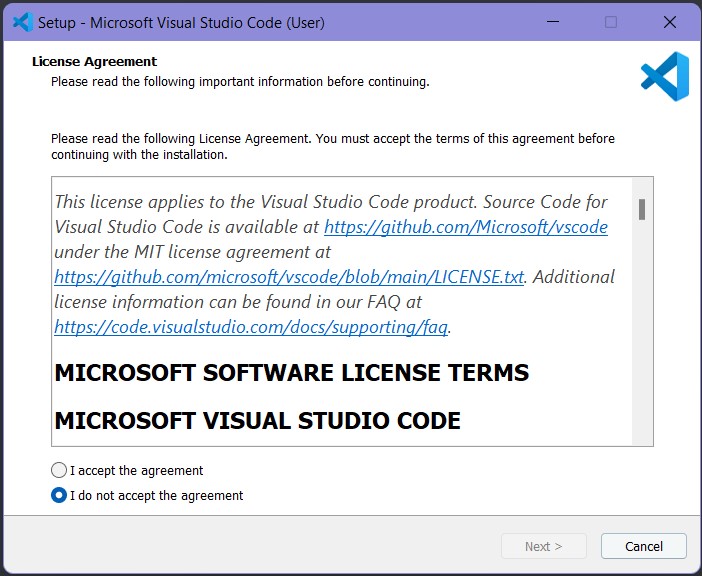 Setup - Microsoft Visual Studio Code (User)
License Agreement
Please read the following important information before continuing.
Please read the following License Agreement. You must accept the terms of this agreement before
continuing with the installation.
This license applies to the Visual Studio Code product. Source Code for
Visual Studio Code is available at https://github.com/Microsoft/vscode
under the MIT license agreement at
https://github.com/microsoft/vscode/blob/main/LICENSE.txt. Additional
license information can be found in our FAQ at
https://code.visualstudio.com/docs/supporting/faq.
MICROSOFT SOFTWARE LICENSE TERMS
MICROSOFT VISUAL STUDIO CODE
I accept the agreement
I do not accept the agreement
Next >
Cancel